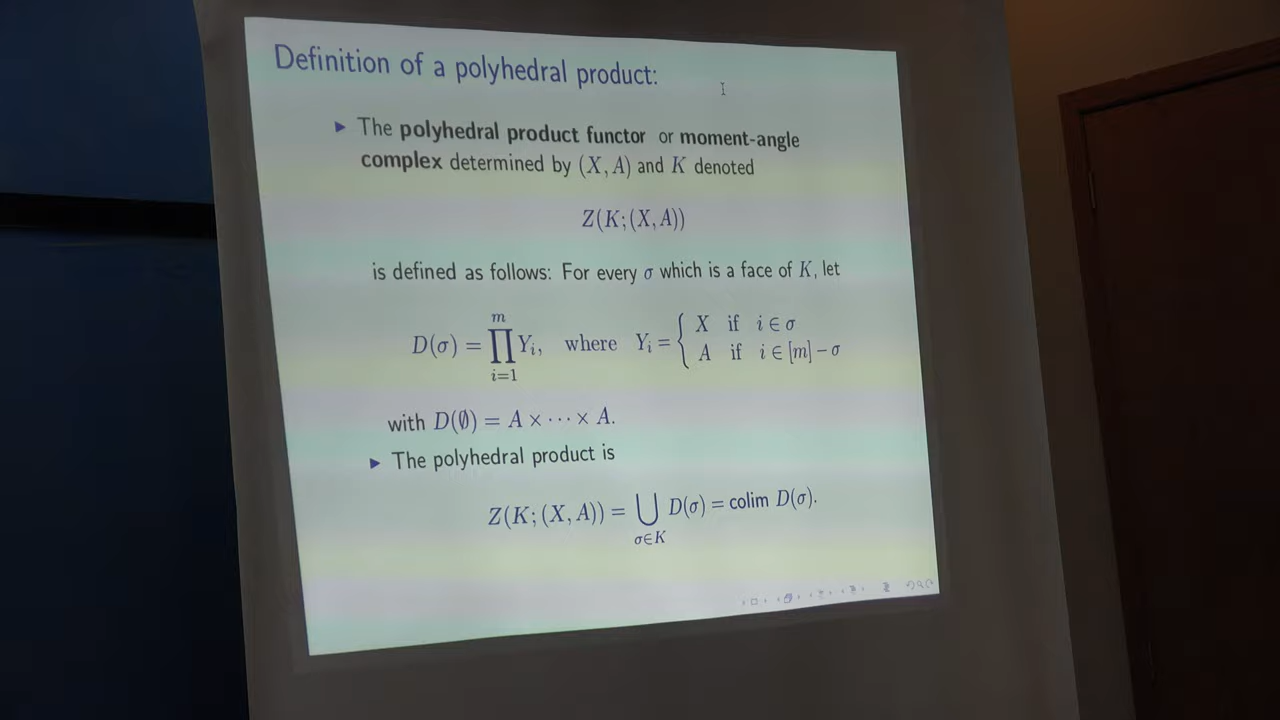 Definition of a polyhedral product:
▶ The polyhedral product functor or moment-angle
complex determined by (X, A) and K denoted
Z(K; (X, A))
is defined as follows: For every σ which is a face of K, let
D(σ) = ∏_{i=1}^{m} Y_i, where Y_i = { X if i ∈ σ
A if i ∈ [m] − σ
with D(∅) = A × ⋯ × A.
▶ The polyhedral product is
Z(K; (X, A)) = ⋃_{σ∈K} D(σ) = colim D(σ).